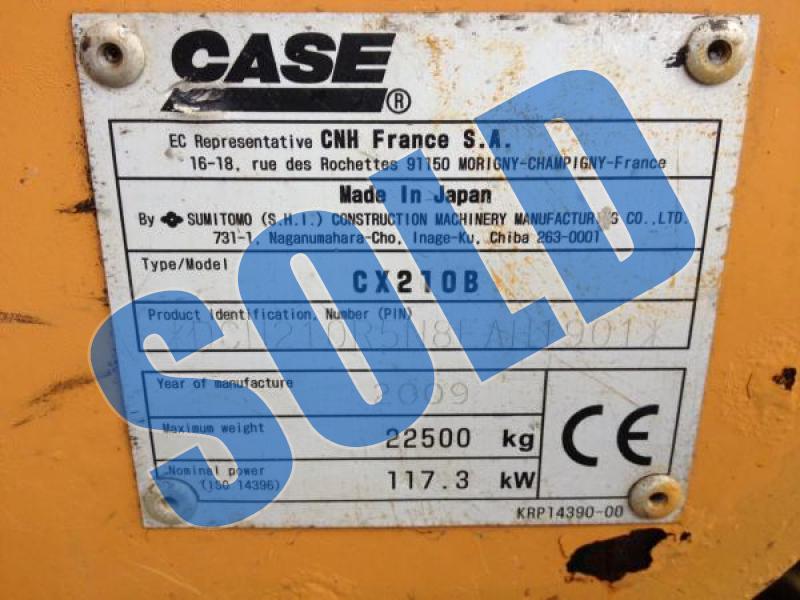 CASE®
EC Representative CNH France S.A.
16-18, rue des Rochettes 91150 MORIGNY-CHAMPIGNY-France
Made In Japan
By SUMITOMO (S.H.I.) CONSTRUCTION MACHINERY MANUFACTURING CO.,LTD.
731-1, Naganumahara-Cho, Inage-Ku, Chiba 263-0001
Type/Model
CX210B
Product Identification Number (PIN)
Year of manufacture 2009
Maximum weight 22500 kg
Nominal power 117.3 kW
(ISO 14396)
CE
KRP14390-00
SOLD